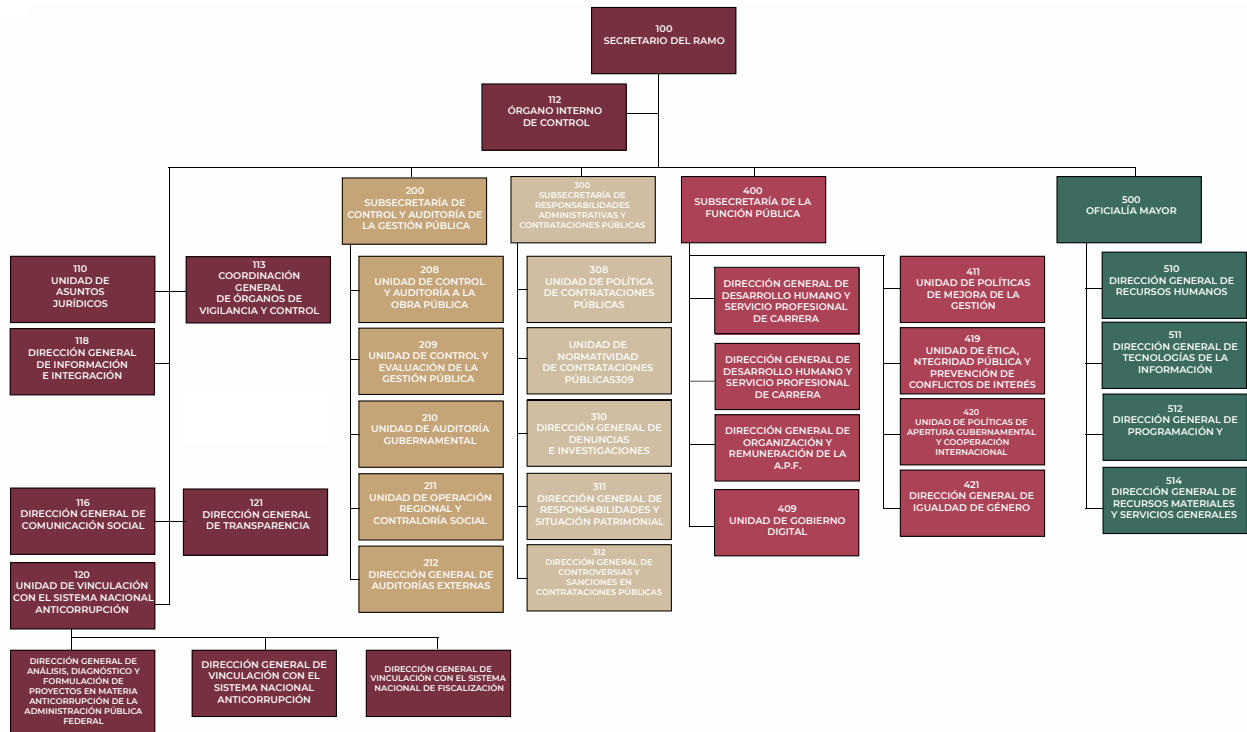 100
SECRETARIO DEL RAMO
112
ÓRGANO INTERNO
DE CONTROL
200
SUBSECRETARÍA DE
CONTROL Y AUDITORÍA DE
LA GESTIÓN PÚBLICA
300
SUBSECRETARÍA DE
RESPONSABILIDADES
ADMINISTRATIVAS Y
CONTRATACIONES PÚBLICAS
400
SUBSECRETARÍA DE LA
FUNCIÓN PÚBLICA
500
OFICIALÍA MAYOR
110
UNIDAD DE
ASUNTOS
JURÍDICOS
113
COORDINACIÓN
GENERAL
DE ÓRGANOS DE
VIGILANCIA Y CONTROL
118
DIRECCIÓN GENERAL
DE INFORMACIÓN
E INTEGRACIÓN
116
DIRECCIÓN GENERAL DE
COMUNICACIÓN SOCIAL
121
DIRECCIÓN GENERAL
DE TRANSPARENCIA
120
UNIDAD DE VINCULACIÓN
CON EL SISTEMA NACIONAL
ANTICORRUPCIÓN
DIRECCIÓN GENERAL DE
ANÁLISIS, DIAGNÓSTICO Y
FORMULACIÓN DE
PROYECTOS EN MATERIA
ANTICORRUPCIÓN DE LA
ADMINISTRACIÓN PÚBLICA
FEDERAL
DIRECCIÓN GENERAL DE
VINCULACIÓN CON EL
SISTEMA NACIONAL
ANTICORRUPCIÓN
DIRECCIÓN GENERAL DE
VINCULACIÓN CON EL SISTEMA
NACIONAL DE FISCALIZACIÓN
208
UNIDAD DE CONTROL
Y AUDITORÍA A LA
OBRA PÚBLICA
209
UNIDAD DE CONTROL Y
EVALUACIÓN DE LA
GESTIÓN PÚBLICA
210
UNIDAD DE AUDITORÍA
GUBERNAMENTAL
211
UNIDAD DE OPERACIÓN
REGIONAL Y
CONTRALORÍA SOCIAL
212
DIRECCIÓN GENERAL DE
AUDITORÍAS EXTERNAS
308
UNIDAD DE POLÍTICA
DE CONTRATACIONES
PÚBLICAS
UNIDAD DE
NORMATIVIDAD
DE CONTRATACIONES
PÚBLICAS309
310
DIRECCIÓN GENERAL DE
DENUNCIAS
E INVESTIGACIONES
311
DIRECCIÓN GENERAL DE
RESPONSABILIDADES Y
SITUACIÓN PATRIMONIAL
312
DIRECCIÓN GENERAL DE
CONTROVERSIAS Y
SANCIONES EN
CONTRATACIONES PÚBLICAS
DIRECCIÓN GENERAL DE
DESARROLLO HUMANO Y
SERVICIO PROFESIONAL
DE CARRERA
DIRECCIÓN GENERAL DE
DESARROLLO HUMANO Y
SERVICIO PROFESIONAL
DE CARRERA
DIRECCIÓN GENERAL DE
ORGANIZACIÓN Y
REMUNERACIÓN DE LA
A.P.F.
409
UNIDAD DE GOBIERNO
DIGITAL
411
UNIDAD DE POLÍTICAS
DE MEJORA DE LA
GESTIÓN
419
UNIDAD DE ÉTICA,
NTEGRIDAD PÚBLICA Y
PREVENCIÓN DE
CONFLICTOS DE INTERÉS
420
UNIDAD DE POLÍTICAS DE
APERTURA GUBERNAMENTAL
Y COOPERACIÓN
INTERNACIONAL
421
DIRECCIÓN GENERAL DE
IGUALDAD DE GÉNERO
510
DIRECCIÓN GENERAL DE
RECURSOS HUMANOS
511
DIRECCIÓN GENERAL DE
TECNOLOGÍAS DE LA
INFORMACIÓN
512
DIRECCIÓN GENERAL DE
PROGRAMACIÓN Y
514
DIRECCIÓN GENERAL DE
RECURSOS MATERIALES
Y SERVICIOS GENERALES